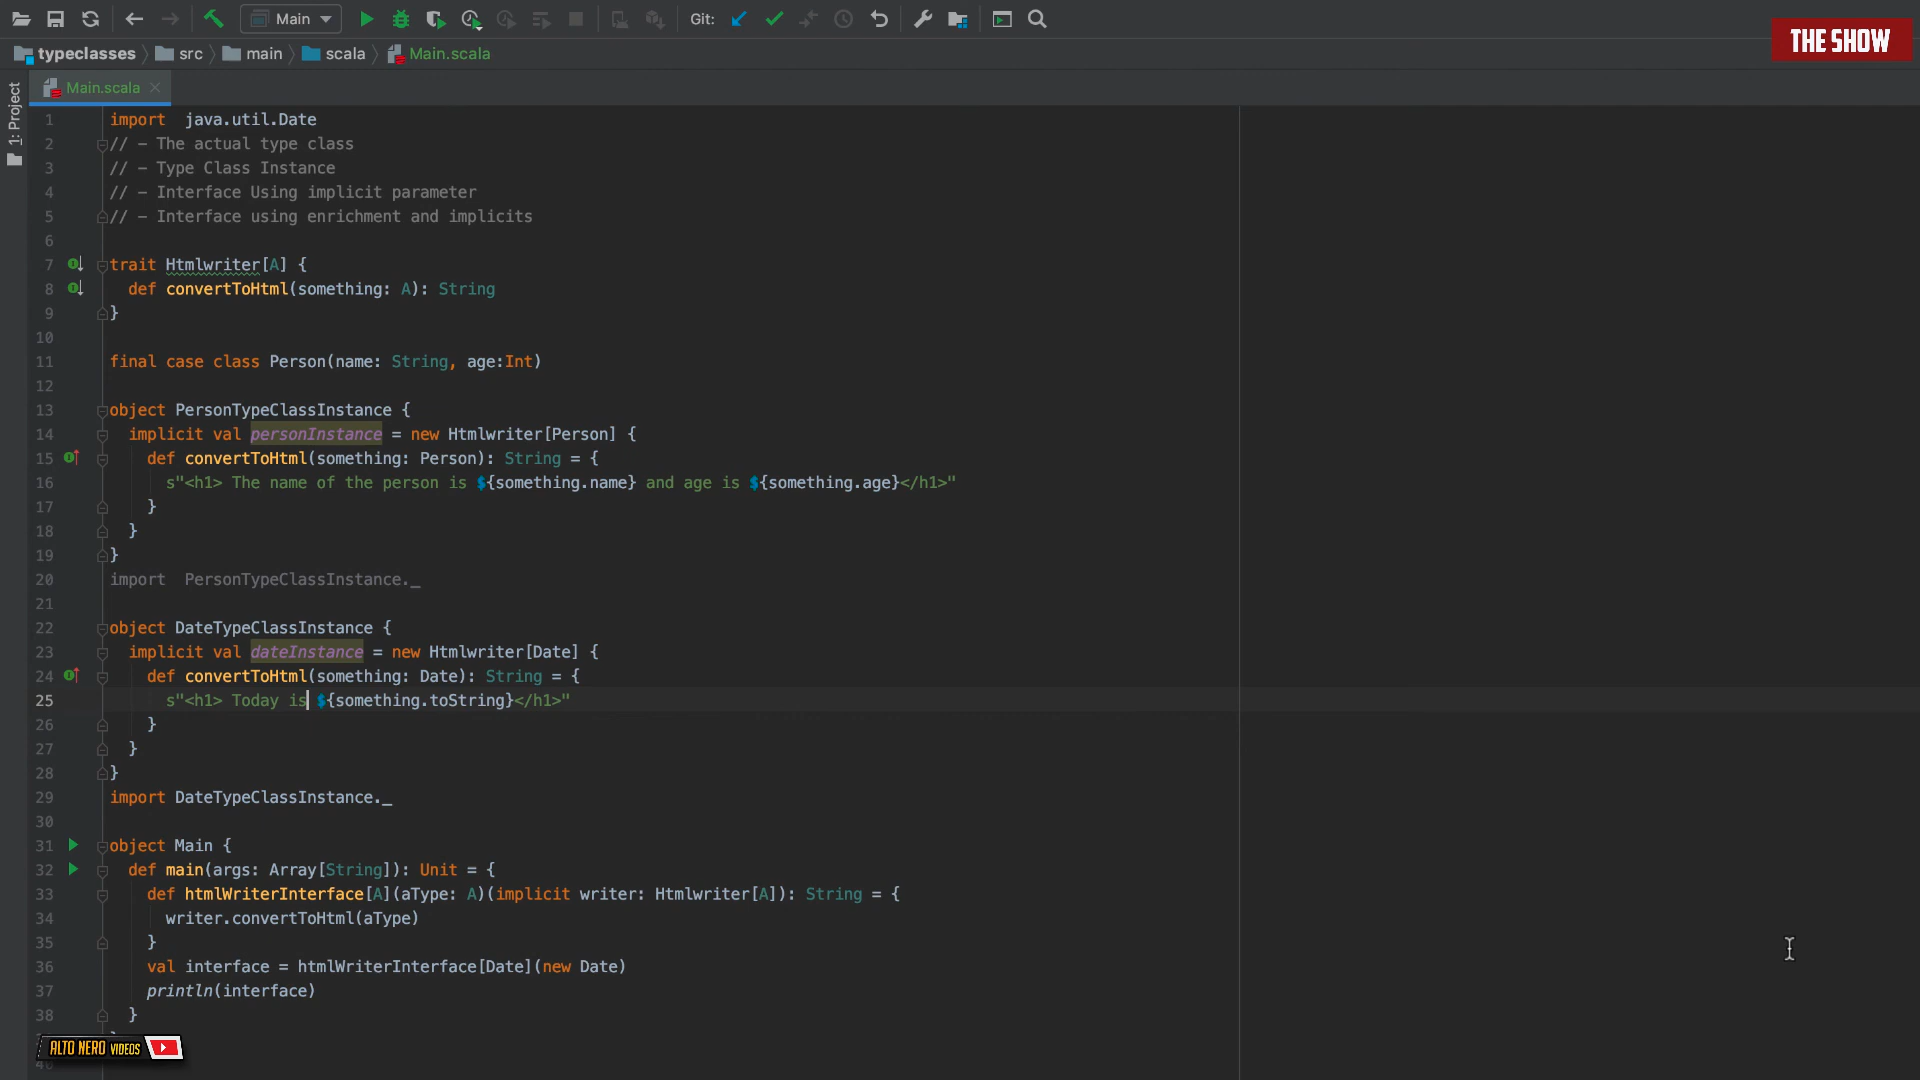 Main Git:
THE SHOW
typeclasses src main scala Main.scala
Main.scala
1: Project
1 import  java.util.Date
2 // - The actual type class
3 // - Type Class Instance
4 // - Interface Using implicit parameter
5 // - Interface using enrichment and implicits
6
7 trait Htmlwriter[A] {
8 def convertToHtml(something: A): String
9 }
10
11 final case class Person(name: String, age:Int)
12
13 object PersonTypeClassInstance {
14 implicit val personInstance = new Htmlwriter[Person] {
15 def convertToHtml(something: Person): String = {
16 s"<h1> The name of the person is ${something.name} and age is ${something.age}</h1>"
17 }
18 }
19 }
20 import  PersonTypeClassInstance._
21
22 object DateTypeClassInstance {
23 implicit val dateInstance = new Htmlwriter[Date] {
24 def convertToHtml(something: Date): String = {
25 s"<h1> Today is ${something.toString}</h1>"
26 }
27 }
28 }
29 import DateTypeClassInstance._
30
31 object Main {
32 def main(args: Array[String]): Unit = {
33 def htmlWriterInterface[A](aType: A)(implicit writer: Htmlwriter[A]): String = {
34 writer.convertToHtml(aType)
35 }
36 val interface = htmlWriterInterface[Date](new Date)
37 println(interface)
38 }
ALTO NERO VIDEOS